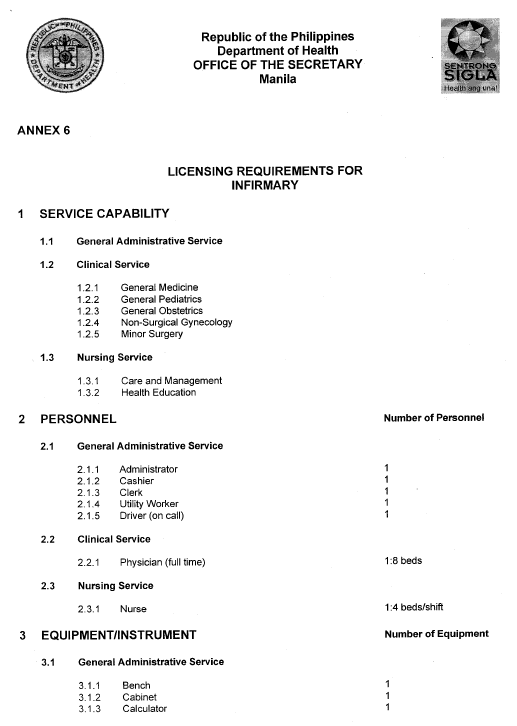 REPUBLIC OF THE PHILIPPINES
DEPARTMENT OF HEALTH
Republic of the Philippines
Department of Health
OFFICE OF THE SECRETARY
Manila
SENTRONG
SIGLA
Health ang una!
ANNEX 6
LICENSING REQUIREMENTS FOR
INFIRMARY
1 SERVICE CAPABILITY
1.1 General Administrative Service
1.2 Clinical Service
1.2.1 General Medicine
1.2.2 General Pediatrics
1.2.3 General Obstetrics
1.2.4 Non-Surgical Gynecology
1.2.5 Minor Surgery
1.3 Nursing Service
1.3.1 Care and Management
1.3.2 Health Education
2 PERSONNEL Number of Personnel
2.1 General Administrative Service
2.1.1 Administrator 1
2.1.2 Cashier 1
2.1.3 Clerk 1
2.1.4 Utility Worker 1
2.1.5 Driver (on call) 1
2.2 Clinical Service
2.2.1 Physician (full time) 1:8 beds
2.3 Nursing Service
2.3.1 Nurse 1:4 beds/shift
3 EQUIPMENT/INSTRUMENT Number of Equipment
3.1 General Administrative Service
3.1.1 Bench 1
3.1.2 Cabinet 1
3.1.3 Calculator 1